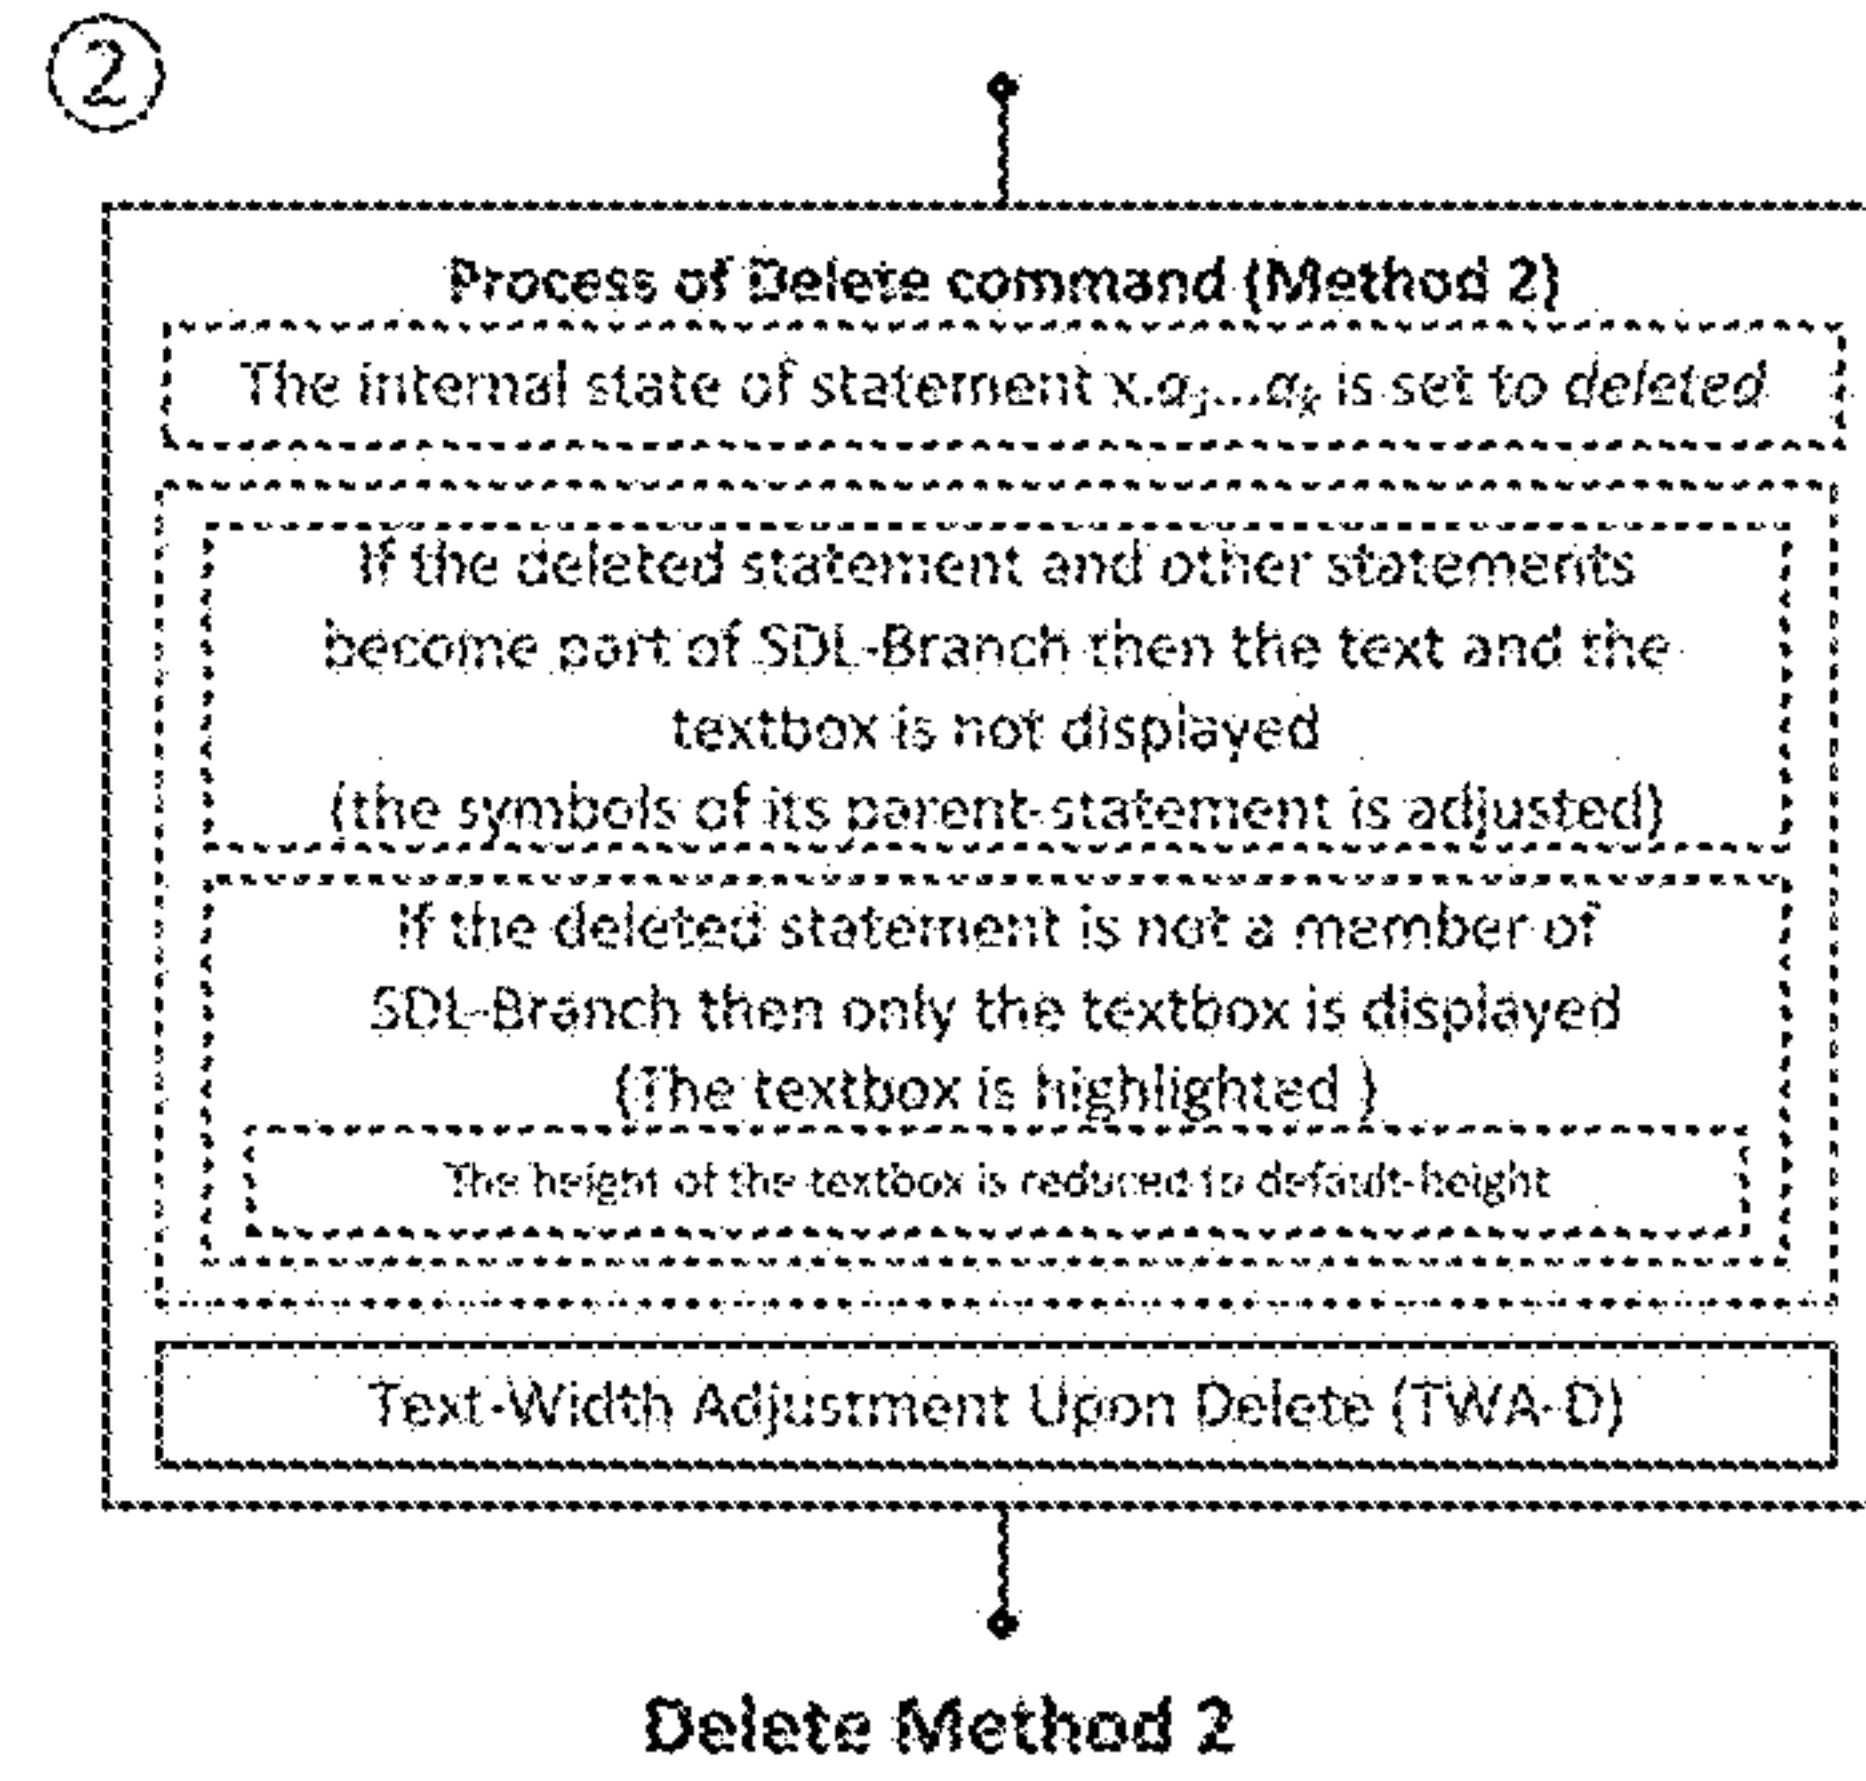 ②
Process of Delete command (Method 2)
The internal state of statement x.aⱼ...aₖ is set to deleted
If the deleted statement and other statements
become part of SDL-Branch then the text and the
textbox is not displayed
(the symbols of its parent-statement is adjusted)
If the deleted statement is not a member of
SDL-Branch then only the textbox is displayed
(The textbox is highlighted )
The height of the textbox is reduced to default-height
Text-Width Adjustment Upon Delete (TWA-D)
Delete Method 2